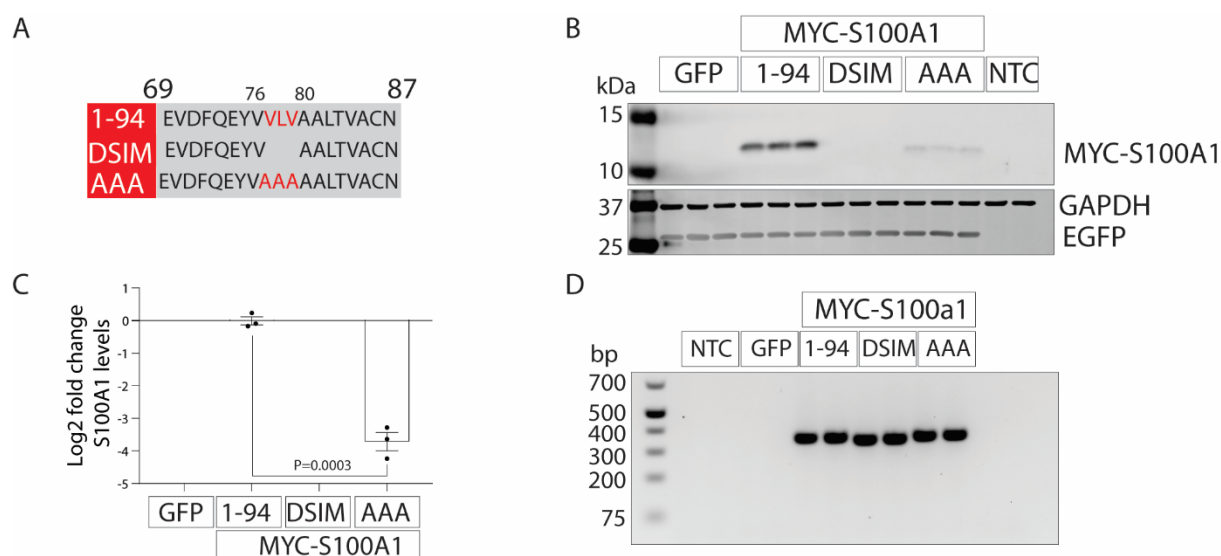 A
69 87
76 80
1-94 EVDFQEYVVLVAALTVACN
DSIM EVDFQEYV AALTVACN
AAA EVDFQEYVAAAAALTVACN
B
MYC-S100A1
kDa GFP 1-94 DSIM AAA NTC
15
MYC-S100A1
10
37 GAPDH
EGFP
25
C
Log2 fold change
S100A1 levels
1
0
-1
-2
-3
-4
-5
P=0.0003
GFP 1-94 DSIM AAA
MYC-S100A1
D
MYC-S100a1
bp NTC GFP 1-94 DSIM AAA
700
500
400
300
200
75